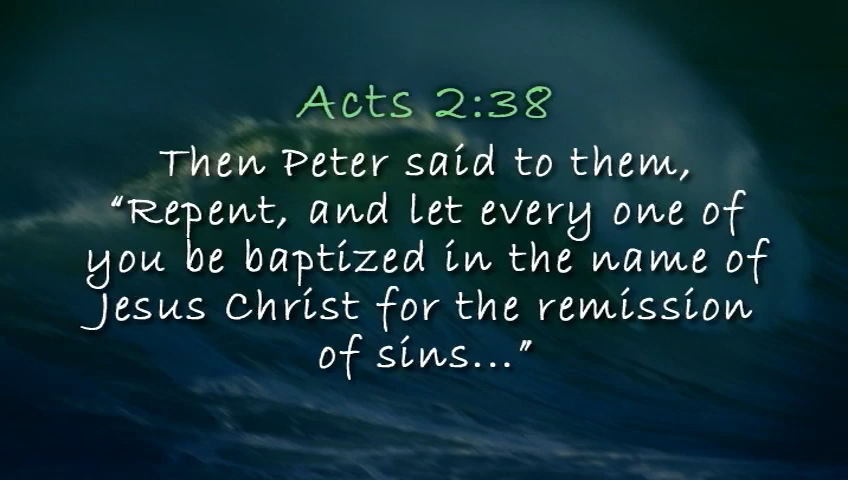 Acts 2:38
Then Peter said to them,
“Repent, and let every one of
you be baptized in the name of
Jesus Christ for the remission
of sins...”